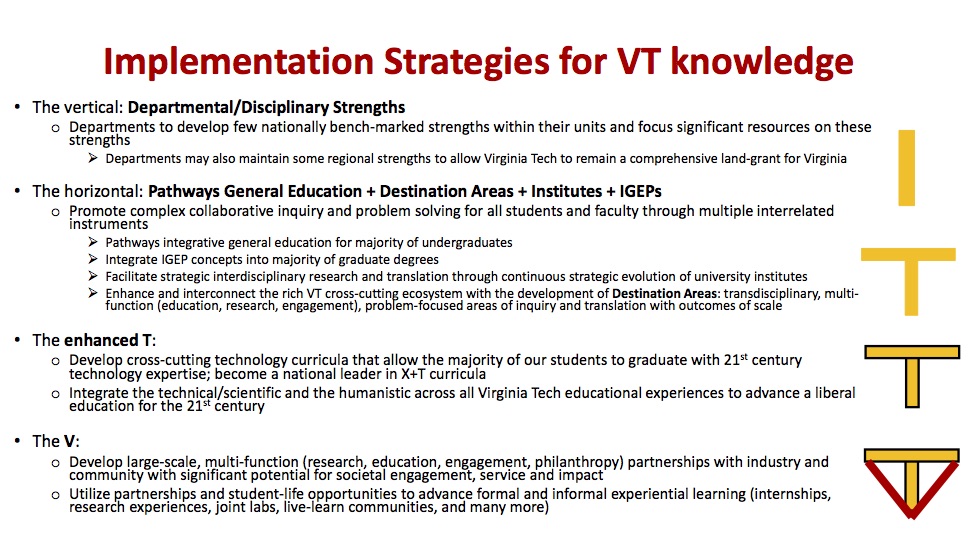 Implementation Strategies for VT knowledge
• The vertical: Departmental/Disciplinary Strengths
o Departments to develop few nationally bench-marked strengths within their units and focus significant resources on these
strengths
➢ Departments may also maintain some regional strengths to allow Virginia Tech to remain a comprehensive land-grant for Virginia
• The horizontal: Pathways General Education + Destination Areas + Institutes + IGEPs
o Promote complex collaborative inquiry and problem solving for all students and faculty through multiple interrelated
instruments
➢ Pathways integrative general education for majority of undergraduates
➢ Integrate IGEP concepts into majority of graduate degrees
➢ Facilitate strategic interdisciplinary research and translation through continuous strategic evolution of university institutes
➢ Enhance and interconnect the rich VT cross-cutting ecosystem with the development of Destination Areas: transdisciplinary, multi-
function (education, research, engagement), problem-focused areas of inquiry and translation with outcomes of scale
• The enhanced T:
o Develop cross-cutting technology curricula that allow the majority of our students to graduate with 21st century
technology expertise; become a national leader in X+T curricula
o Integrate the technical/scientific and the humanistic across all Virginia Tech educational experiences to advance a liberal
education for the 21st century
• The V:
o Develop large-scale, multi-function (research, education, engagement, philanthropy) partnerships with industry and
community with significant potential for societal engagement, service and impact
o Utilize partnerships and student-life opportunities to advance formal and informal experiential learning (internships,
research experiences, joint labs, live-learn communities, and many more)